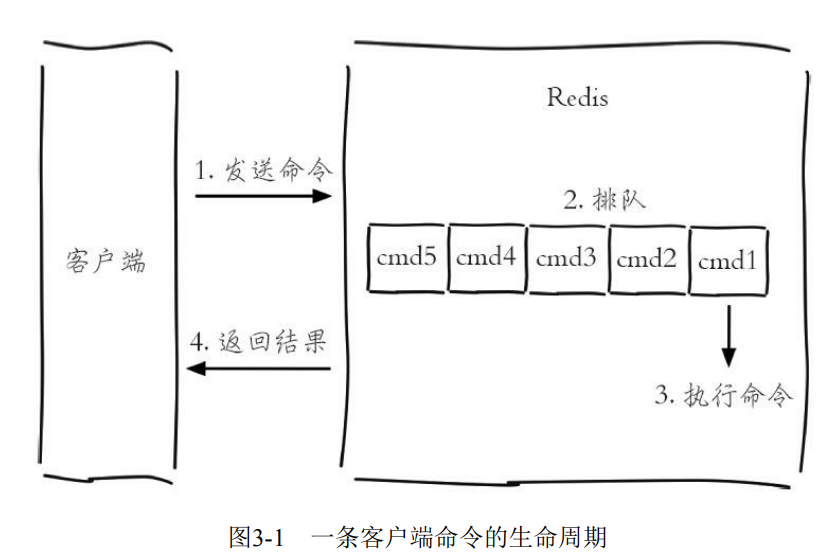 Redis
1. 发送命令
2. 排队
客户端
cmd5 cmd4 cmd3 cmd2 cmd1
4. 返回结果
3. 执行命令
图3-1 一条客户端命令的生命周期